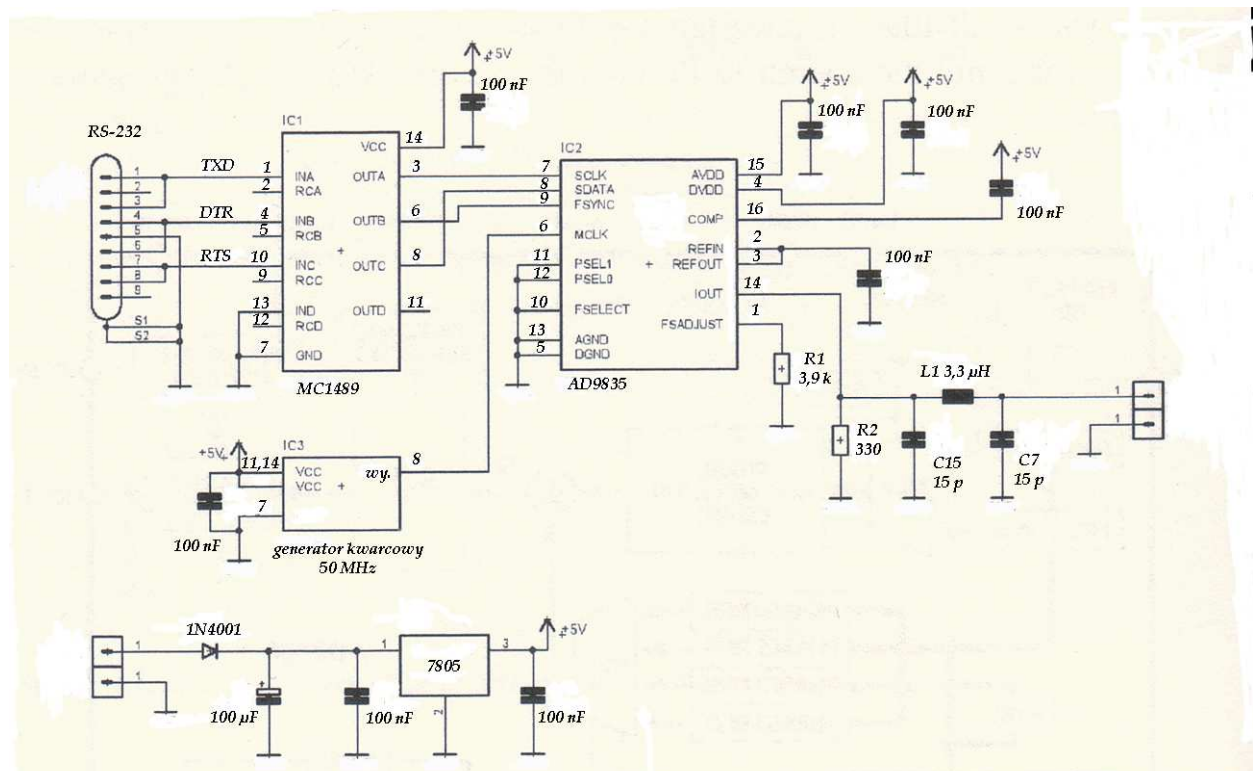 +5V
100 nF
RS-232
IC1
TXD
DTR
RTS
1
2
3
4
5
6
7
8
9
S1
S2
1
2
4
5
10
9
13
12
7
INA
RCA
INB
RCB
INC
RCC
IND
RCD
GND
VCC
OUTA
OUTB
OUTC
OUTD
+
14
3
6
8
11
MC1489
IC2
7
8
9
6
11
12
10
13
5
SCLK
SDATA
FSYNC
MCLK
PSEL1
PSEL0
FSELECT
AGND
DGND
AVDD
DVDD
COMP
REFIN
REFOUT
IOUT
FSADJUST
+
15
4
16
2
3
14
1
AD9835
+5V
100 nF
+5V
100 nF
+5V
100 nF
100 nF
R1
3,9 k
R2
330
L1 3,3 µH
C15
15 p
C7
15 p
1
1
+5V
11,14
7
100 nF
IC3
VCC
VCC
+
wy.
8
generator kwarcowy
50 MHz
1
1
1N4001
+
100 µF
100 nF
1
7805
3
2
+5V
100 nF